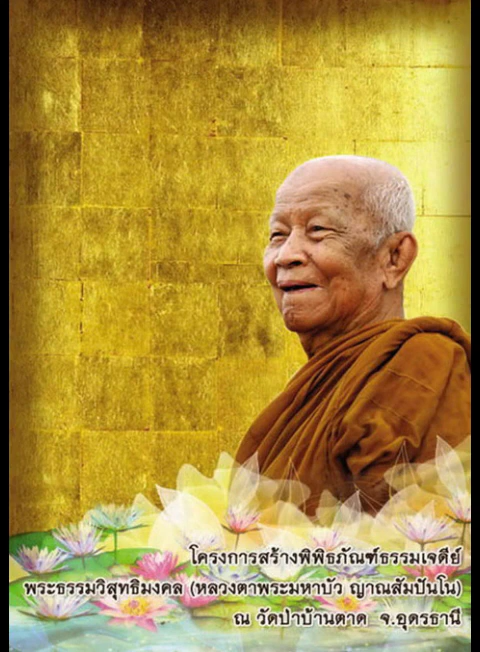 โครงการสร้างพิพิธภัณฑ์ธรรมเจดีย์
พระธรรมวิสุทธิมงคล (หลวงตาพระมหาบัว ญาณสัมปันโน)
ณ วัดป่าบ้านตาด จ.อุดรธานี